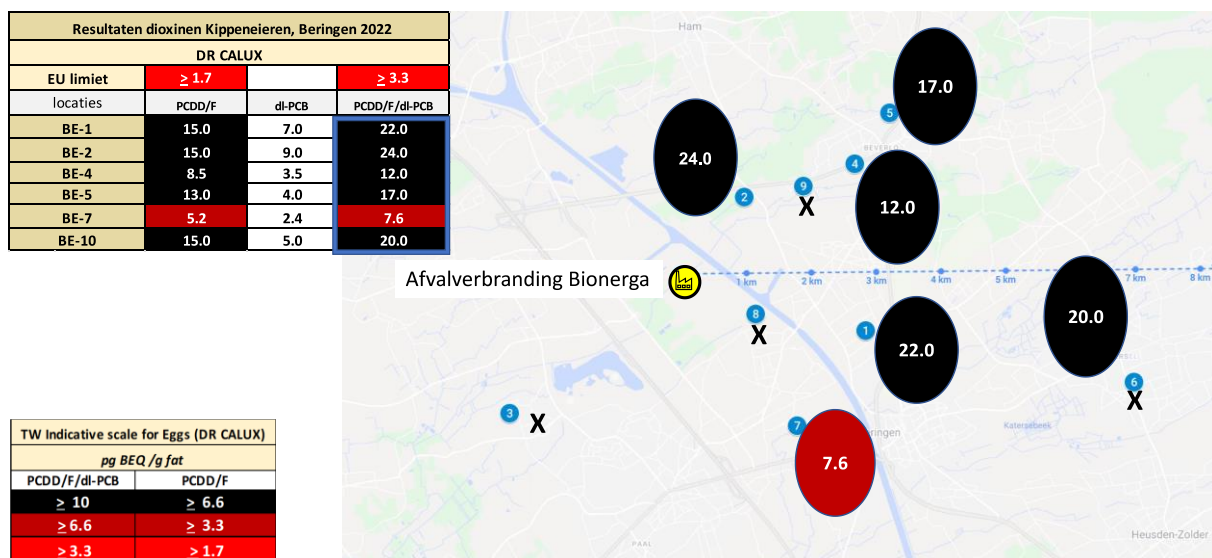 Resultaten dioxinen Kippeneieren, Beringen 2022
DR CALUX
EU limiet ≥ 1.7 ≥ 3.3
locaties PCDD/F dl-PCB PCDD/F/dl-PCB
BE-1 15.0 7.0 22.0
BE-2 15.0 9.0 24.0
BE-4 8.5 3.5 12.0
BE-5 13.0 4.0 17.0
BE-7 5.2 2.4 7.6
BE-10 15.0 5.0 20.0
Ham
17.0
5
24.0
BEVERLO
4
9
2
X
12.0
Afvalverbranding Bionerga
1 km 2 km 3 km 4 km 5 km 7 km 8 km
8
X
1
22.0
20.0
6
X
3
X
7
Katersebeek
7.6
Heusden-Zolder
PAAL
TW Indicative scale for Eggs (DR CALUX)
pg BEQ /g fat
PCDD/F/dl-PCB PCDD/F
≥ 10 ≥ 6.6
≥6.6 ≥ 3.3
≥ 3.3 ≥ 1.7